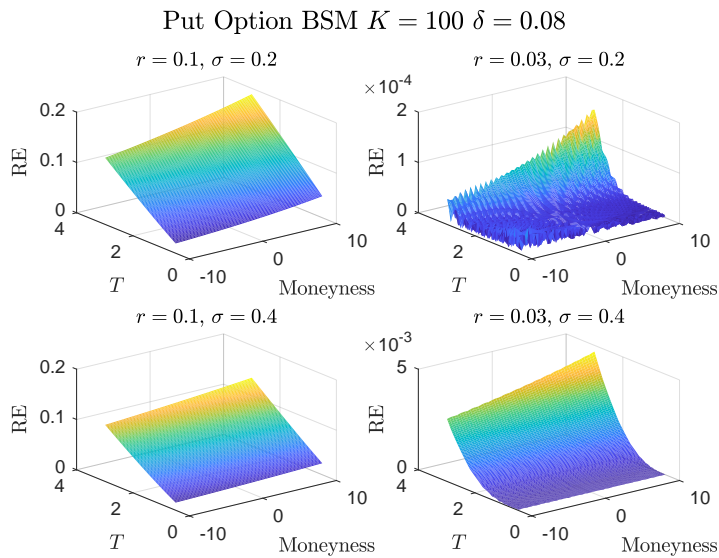 Put Option BSM K = 100 δ = 0.08
r = 0.1, σ = 0.2
0.2
0.1
0
RE
4
2
0
T
-10
0
10
Moneyness
r = 0.03, σ = 0.2
×10⁻⁴
2
1
0
RE
4
2
0
T
-10
0
10
Moneyness
r = 0.1, σ = 0.4
0.2
0.1
0
RE
4
2
0
T
-10
0
10
Moneyness
r = 0.03, σ = 0.4
×10⁻³
5
0
RE
4
2
0
T
-10
0
10
Moneyness